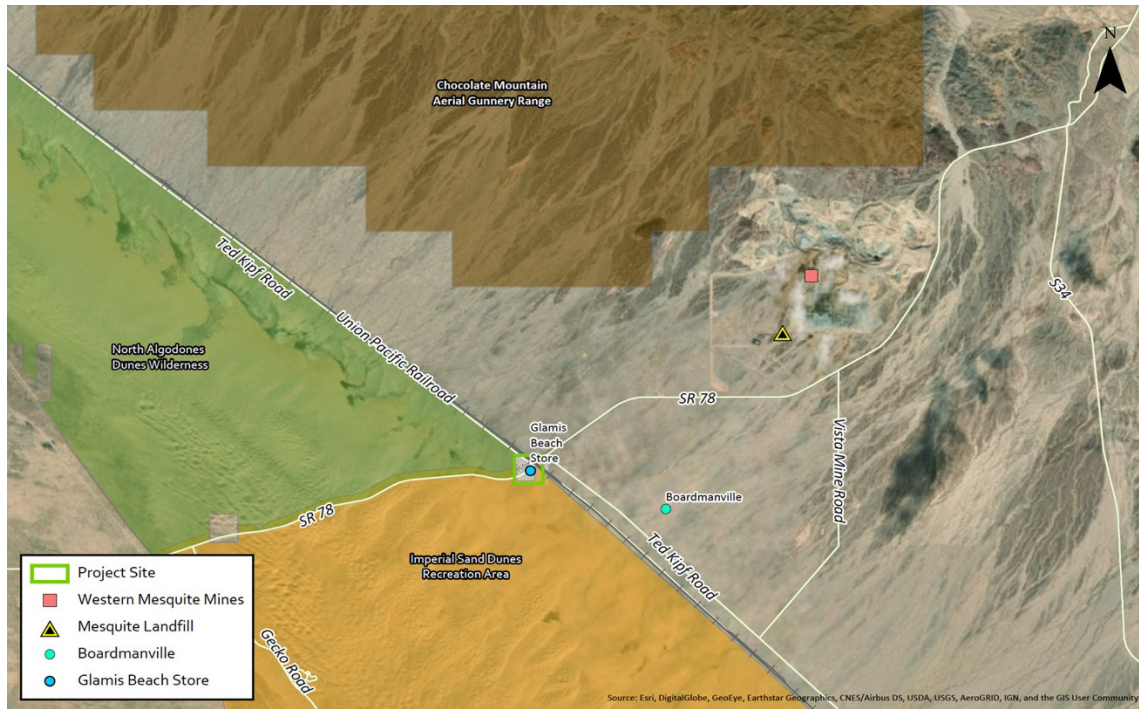 N
Chocolate Mountain
Aerial Gunnery Range
Ted Kipf Road
Union Pacific Railroad
S34
North Algodones
Dunes Wilderness
SR 78
Glamis
Beach
Store
Vista Mine Road
Boardmanville
SR 78
Ted Kipf Road
Imperial Sand Dunes
Recreation Area
Gecko Road
Project Site
Western Mesquite Mines
Mesquite Landfill
Boardmanville
Glamis Beach Store
Source: Esri, DigitalGlobe, GeoEye, Earthstar Geographics, CNES/Airbus DS, USDA, USGS, AeroGRID, IGN, and the GIS User Community